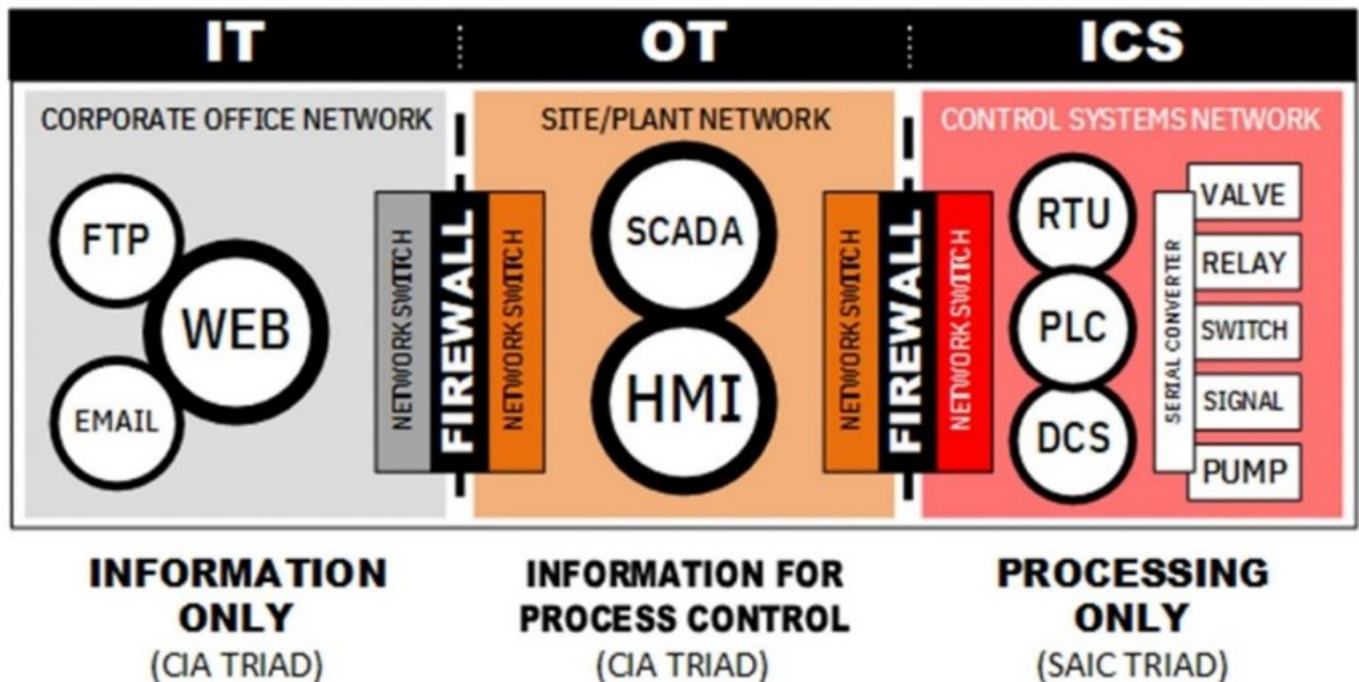 IT
OT
ICS
CORPORATE OFFICE NETWORK
FTP
WEB
EMAIL
NETWORK SWITCH
FIREWALL
NETWORK SWITCH
SITE/PLANT NETWORK
SCADA
HMI
NETWORK SWITCH
FIREWALL
NETWORK SWITCH
CONTROL SYSTEMS NETWORK
RTU
PLC
DCS
SERIAL CONVERTER
VALVE
RELAY
SWITCH
SIGNAL
PUMP
INFORMATION
ONLY
(CIA TRIAD)
INFORMATION FOR
PROCESS CONTROL
(CIA TRIAD)
PROCESSING
ONLY
(SAIC TRIAD)